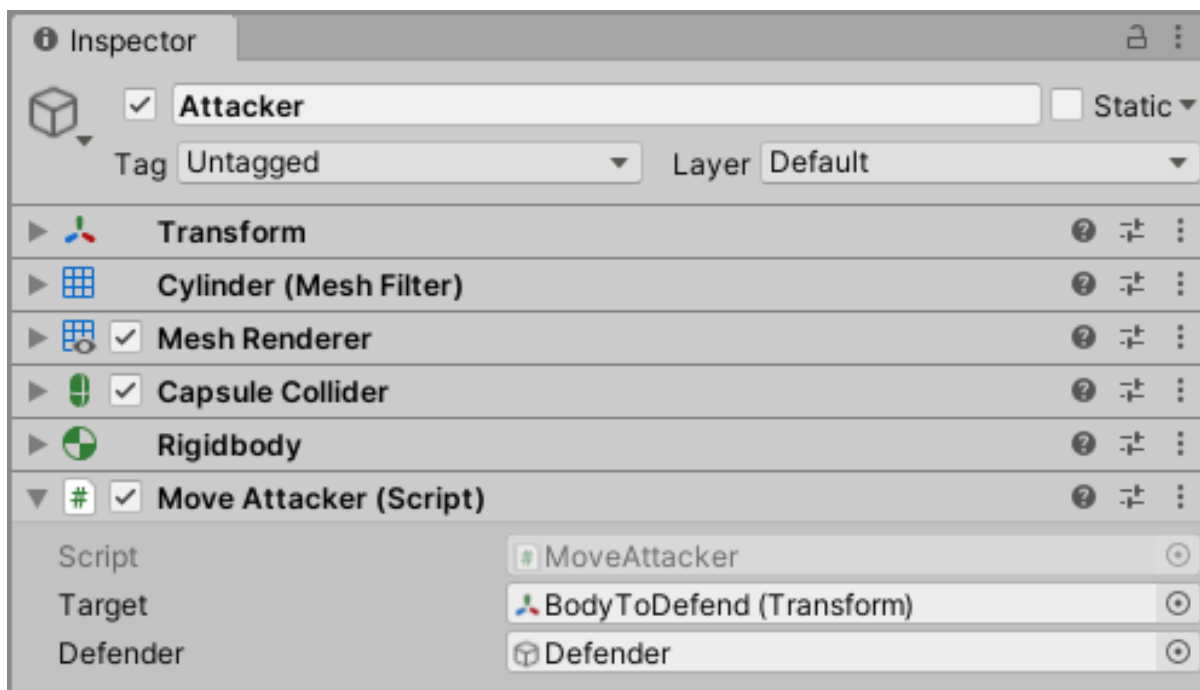 Inspector
Attacker Static
Tag Untagged Layer Default
Transform
Cylinder (Mesh Filter)
Mesh Renderer
Capsule Collider
Rigidbody
# Move Attacker (Script)
Script # MoveAttacker
Target BodyToDefend (Transform)
Defender Defender